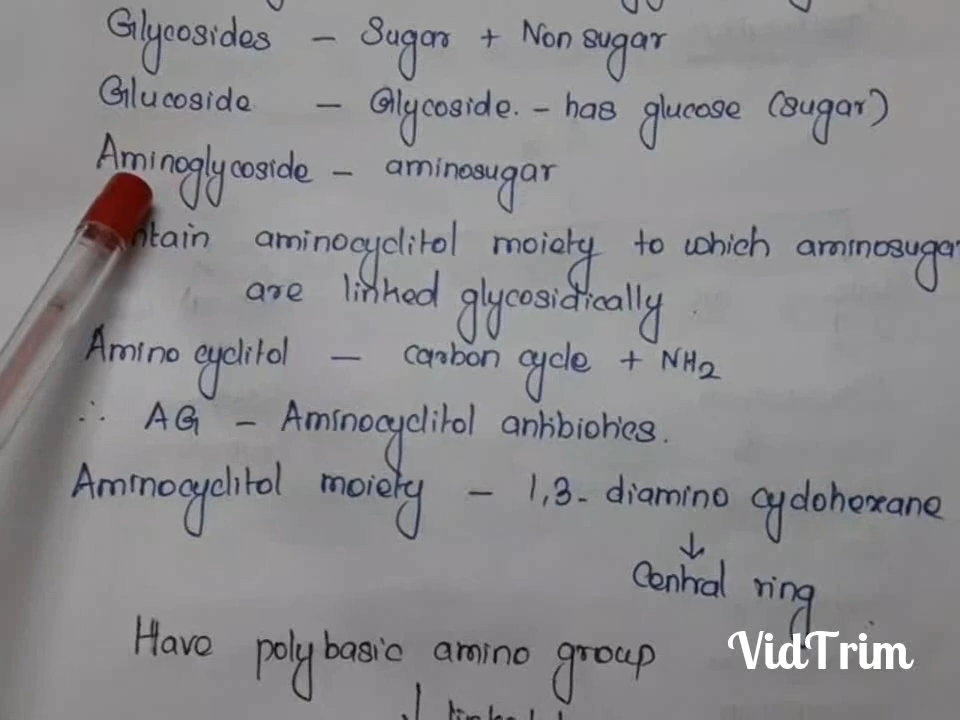 Glycosides - Sugar + Non sugar
Glucoside - Glycoside. - has glucose (sugar)
Aminoglycoside - aminosugar
ntain aminocyclitol moiety to which aminosugar
are linked glycosidically
Amino cyclitol - carbon cycle + NH2
∴ AG - Aminocyclitol antibiotics.
Aminocyclitol moiety - 1,3- diamino cyclohexane
↓
Central ring
Have polybasic amino group
VidTrim